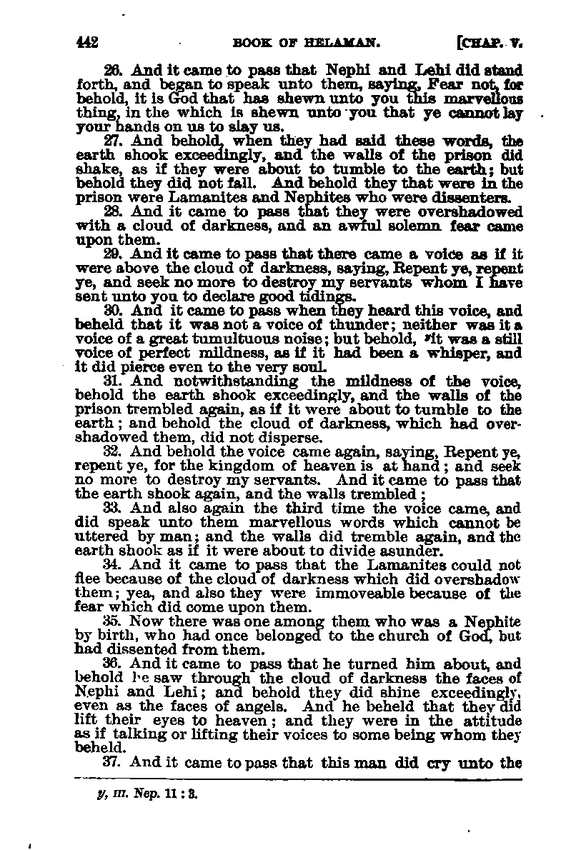 442 BOOK OF HELAMAN. [CHAP. V.
26. And it came to pass that Nephi and Lehi did stand
forth, and began to speak unto them, saying, Fear not, for
behold, it is God that has shewn unto you this marvellous
thing, in the which is shewn unto you that ye cannot lay
your hands on us to slay us.
27. And behold, when they had said these words, the
earth shook exceedingly, and the walls of the prison did
shake, as if they were about to tumble to the earth; but
behold they did not fall. And behold they that were in the
prison were Lamanites and Nephites who were dissenters.
28. And it came to pass that they were overshadowed
with a cloud of darkness, and an awful solemn fear came
upon them.
29. And it came to pass that there came a voice as if it
were above the cloud of darkness, saying, Repent ye, repent
ye, and seek no more to destroy my servants whom I have
sent unto you to declare good tidings.
30. And it came to pass when they heard this voice, and
beheld that it was not a voice of thunder; neither was it a
voice of a great tumultuous noise; but behold, yit was a still
voice of perfect mildness, as if it had been a whisper, and
it did pierce even to the very soul.
31. And notwithstanding the mildness of the voice,
behold the earth shook exceedingly, and the walls of the
prison trembled again, as if it were about to tumble to the
earth; and behold the cloud of darkness, which had over-
shadowed them, did not disperse.
32. And behold the voice came again, saying, Repent ye,
repent ye, for the kingdom of heaven is at hand; and seek
no more to destroy my servants. And it came to pass that
the earth shook again, and the walls trembled;
33. And also again the third time the voice came, and
did speak unto them marvellous words which cannot be
uttered by man; and the walls did tremble again, and the
earth shook as if it were about to divide asunder.
34. And it came to pass that the Lamanites could not
flee because of the cloud of darkness which did overshadow
them; yea, and also they were immoveable because of the
fear which did come upon them.
35. Now there was one among them who was a Nephite
by birth, who had once belonged to the church of God, but
had dissented from them.
36. And it came to pass that he turned him about, and
behold he saw through the cloud of darkness the faces of
Nephi and Lehi; and behold they did shine exceedingly,
even as the faces of angels. And he beheld that they did
lift their eyes to heaven; and they were in the attitude
as if talking or lifting their voices to some being whom they
beheld.
37. And it came to pass that this man did cry unto the
y, III. Nep. 11 : 3.